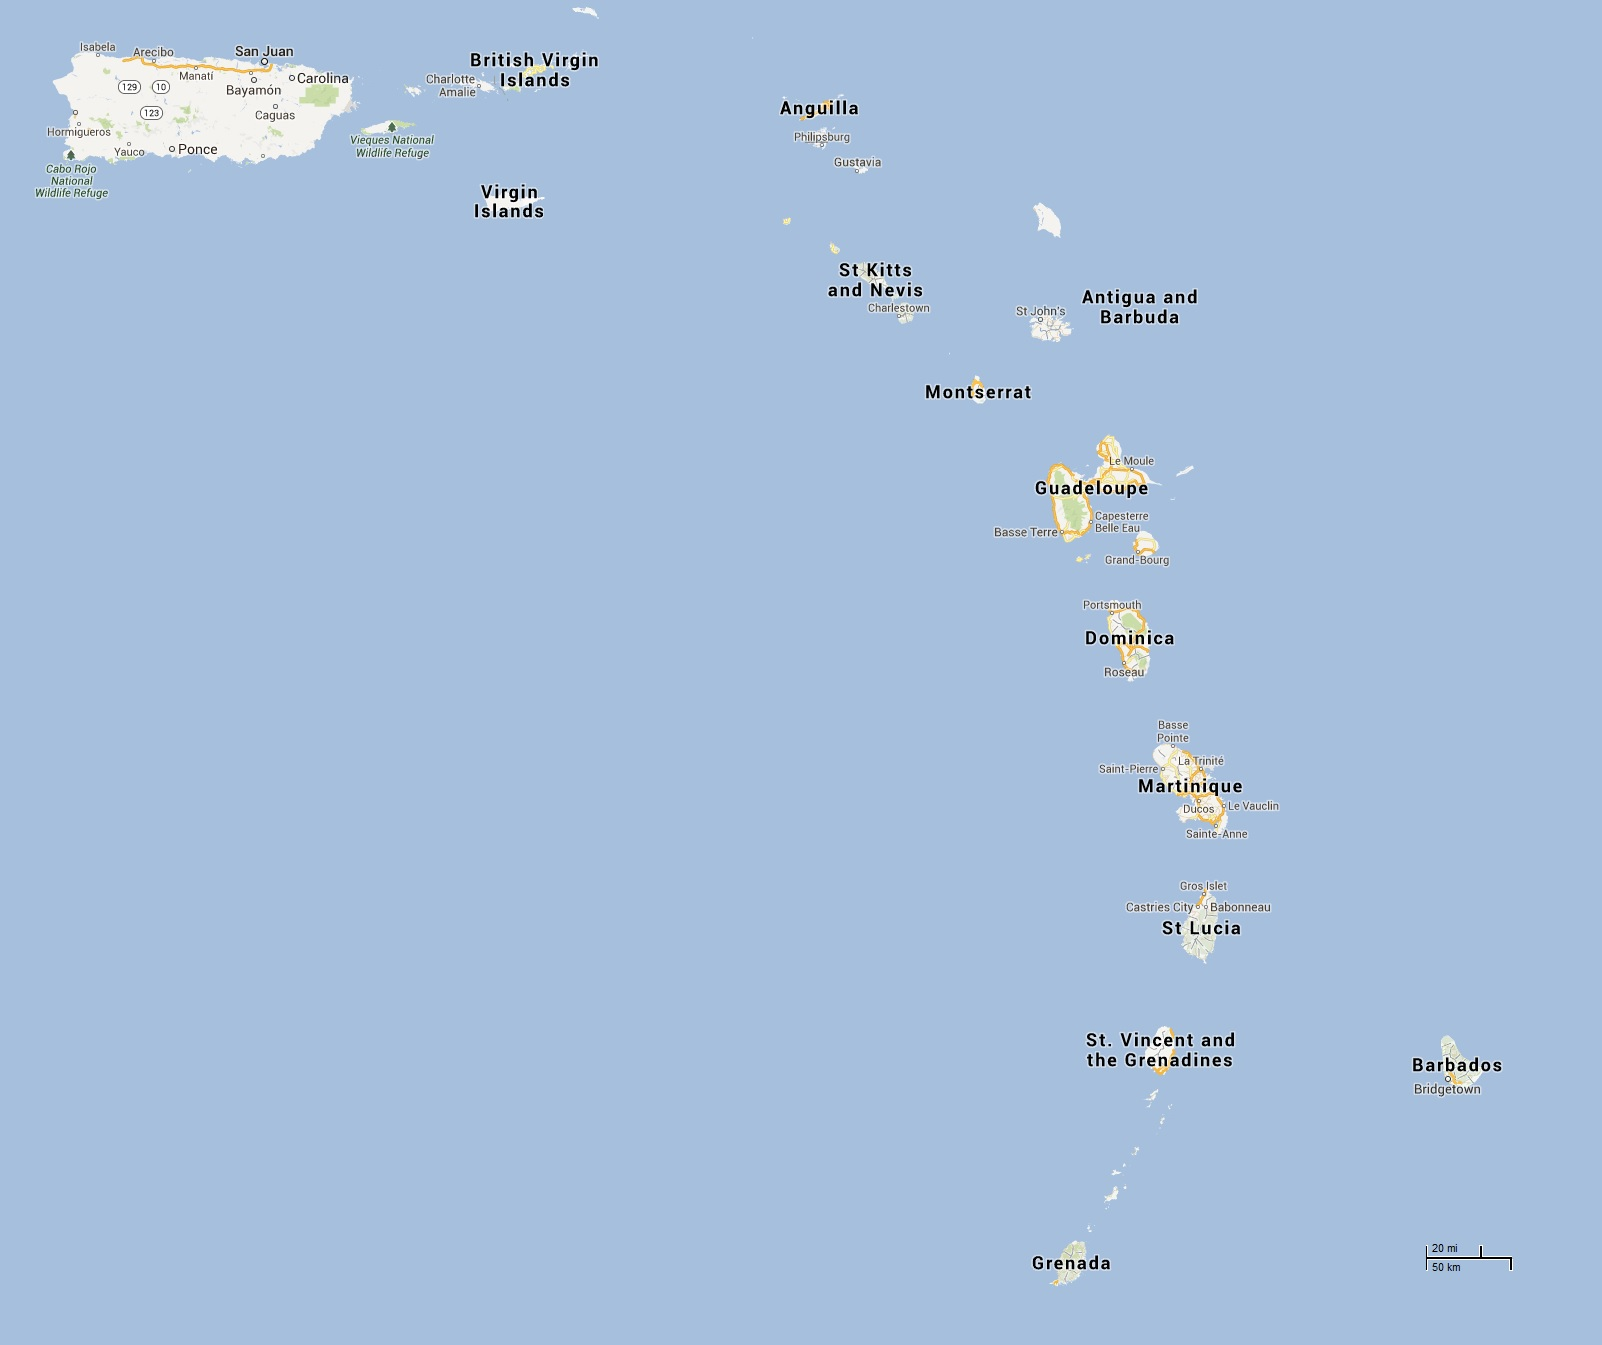 Isabela
Arecibo
San Juan
Manatí
Carolina
129
10
Bayamón
123
Caguas
Hormigueros
Yauco
Ponce
Cabo Rojo
National
Wildlife Refuge
Vieques National
Wildlife Refuge
British Virgin
Islands
Charlotte
Amalie
Virgin
Islands
Anguilla
Philipsburg
Gustavia
St Kitts
and Nevis
Charlestown
Antigua and
Barbuda
St John's
Montserrat
Le Moule
Guadeloupe
Capesterre
Belle Eau
Basse Terre
Grand-Bourg
Portsmouth
Dominica
Roseau
Basse
Pointe
La Trinité
Saint-Pierre
Martinique
Ducos
Le Vauclin
Sainte-Anne
Gros Islet
Castries City
Babonneau
St Lucia
St. Vincent and
the Grenadines
Barbados
Bridgetown
Grenada
20 mi
50 km